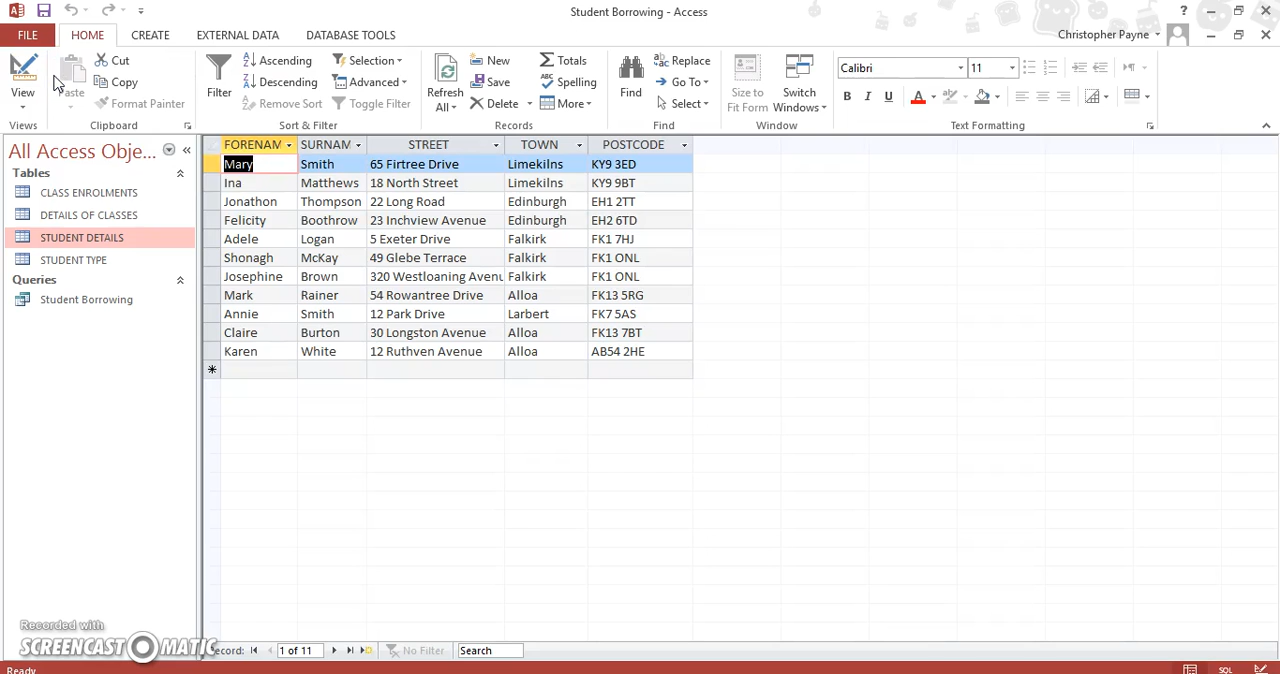 Student Borrowing - Access
?
FILE HOME CREATE EXTERNAL DATA DATABASE TOOLS Christopher Payne
View Paste Cut Copy Format Painter
Filter Ascending Descending Remove Sort Selection Advanced Toggle Filter
Refresh All New Save Delete Totals Spelling More
Find Replace Go To Select
Size to Fit Form Switch Windows
Calibri 11
B I U A
Views Clipboard Sort & Filter Records Find Window Text Formatting
All Access Obje...
Tables
CLASS ENROLMENTS
DETAILS OF CLASSES
STUDENT DETAILS
STUDENT TYPE
Queries
Student Borrowing
FORENAM SURNAM STREET TOWN POSTCODE
Mary Smith 65 Firtree Drive Limekilns KY9 3ED
Ina Matthews 18 North Street Limekilns KY9 9BT
Jonathon Thompson 22 Long Road Edinburgh EH1 2TT
Felicity Boothrow 23 Inchview Avenue Edinburgh EH2 6TD
Adele Logan 5 Exeter Drive Falkirk FK1 7HJ
Shonagh McKay 49 Glebe Terrace Falkirk FK1 ONL
Josephine Brown 320 Westloaning Avenu Falkirk FK1 ONL
Mark Rainer 54 Rowantree Drive Alloa FK13 5RG
Annie Smith 12 Park Drive Larbert FK7 5AS
Claire Burton 30 Longston Avenue Alloa FK13 7BT
Karen White 12 Ruthven Avenue Alloa AB54 2HE
Recorded with
SCREENCAST MATIC
ecord: 1 of 11 No Filter Search
Ready SQL